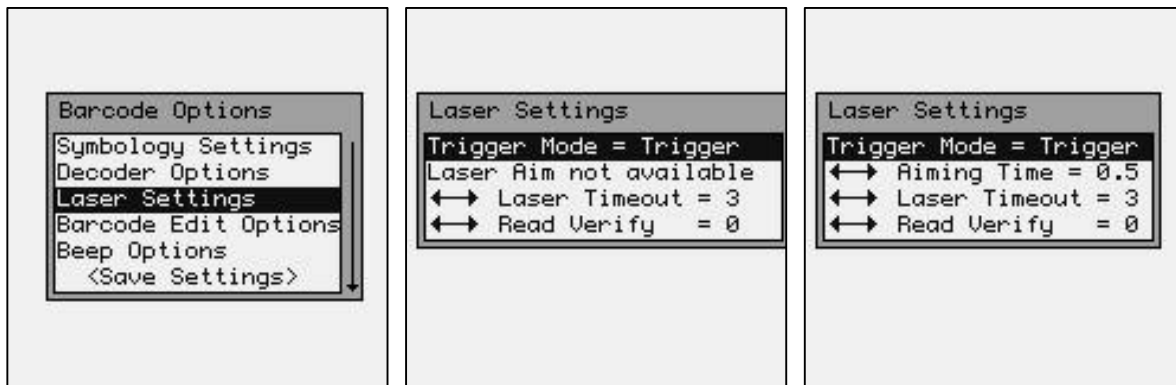 Barcode Options
Symbology Settings
Decoder Options
Laser Settings
Barcode Edit Options
Beep Options
<Save Settings>
Laser Settings
Trigger Mode = Trigger
Laser Aim not available
Laser Timeout = 3
Read Verify = 0
Laser Settings
Trigger Mode = Trigger
Aiming Time = 0.5
Laser Timeout = 3
Read Verify = 0